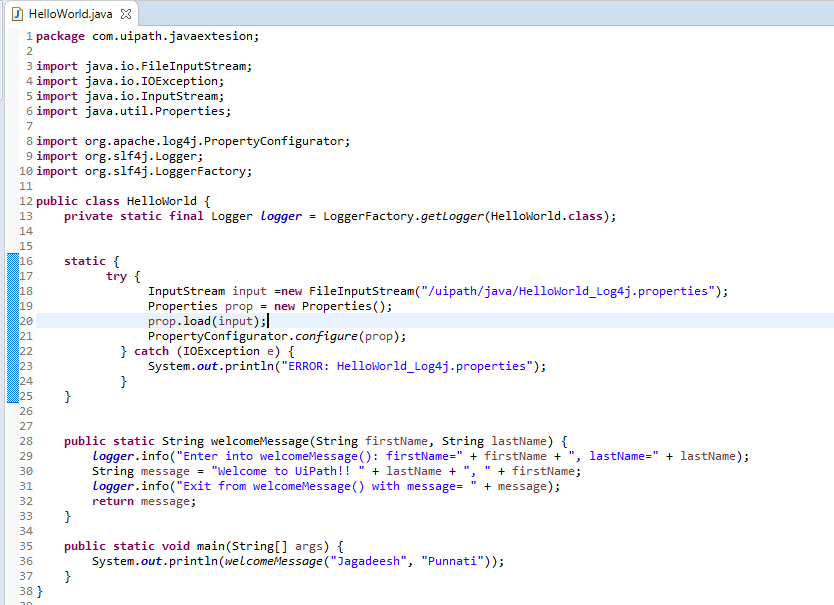 HelloWorld.java
1 package com.uipath.javaextesion;
2
3 import java.io.FileInputStream;
4 import java.io.IOException;
5 import java.io.InputStream;
6 import java.util.Properties;
7
8 import org.apache.log4j.PropertyConfigurator;
9 import org.slf4j.Logger;
10 import org.slf4j.LoggerFactory;
11
12 public class HelloWorld {
13     private static final Logger logger = LoggerFactory.getLogger(HelloWorld.class);
14
15
16     static {
17           try {
18                 InputStream input =new FileInputStream("/uipath/java/HelloWorld_Log4j.properties");
19                 Properties prop = new Properties();
20                 prop.load(input);
21                 PropertyConfigurator.configure(prop);
22             } catch (IOException e) {
23                 System.out.println("ERROR: HelloWorld_Log4j.properties");
24             }
25     }
26
27
28     public static String welcomeMessage(String firstName, String lastName) {
29         logger.info("Enter into welcomeMessage(): firstName=" + firstName + ", lastName=" + lastName);
30         String message = "Welcome to UiPath!! " + lastName + ", " + firstName;
31         logger.info("Exit from welcomeMessage() with message= " + message);
32         return message;
33     }
34
35     public static void main(String[] args) {
36         System.out.println(welcomeMessage("Jagadeesh", "Punnati"));
37     }
38 }